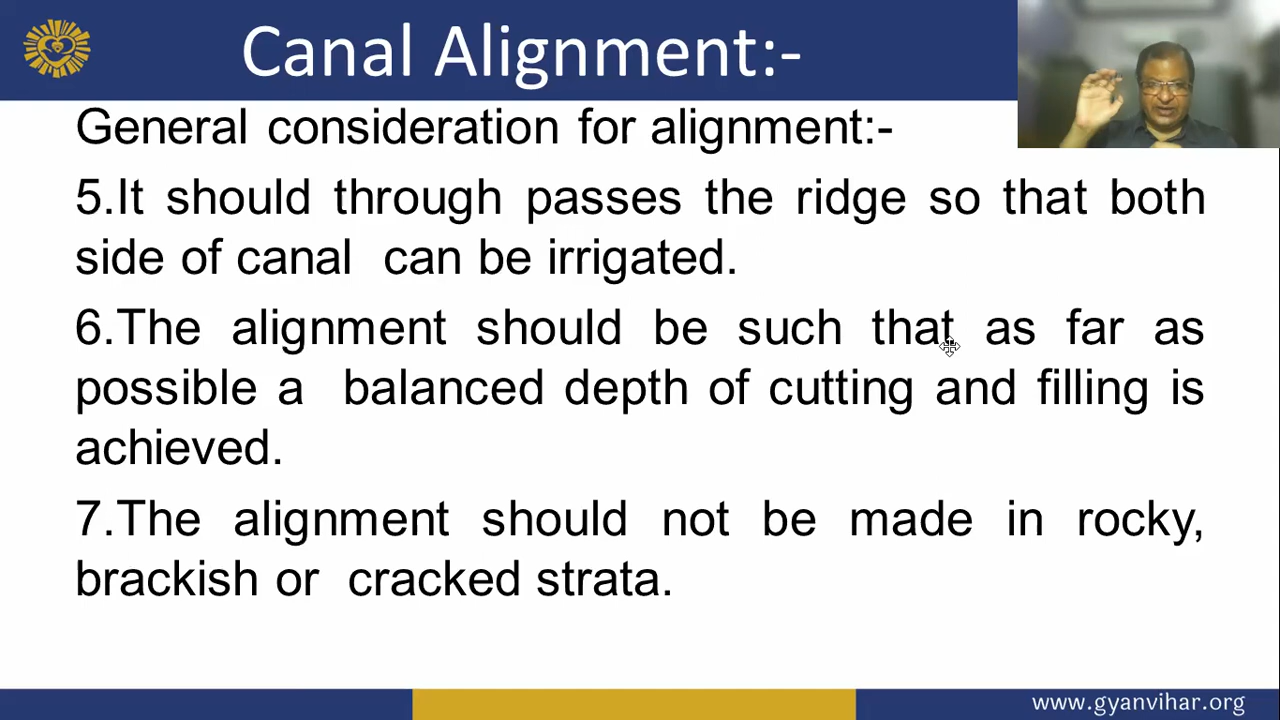 Canal Alignment:-
General consideration for alignment:-
5.It should through passes the ridge so that both
side of canal can be irrigated.
6.The alignment should be such that as far as
possible a balanced depth of cutting and filling is
achieved.
7.The alignment should not be made in rocky,
brackish or cracked strata.
www.gyanvihar.org